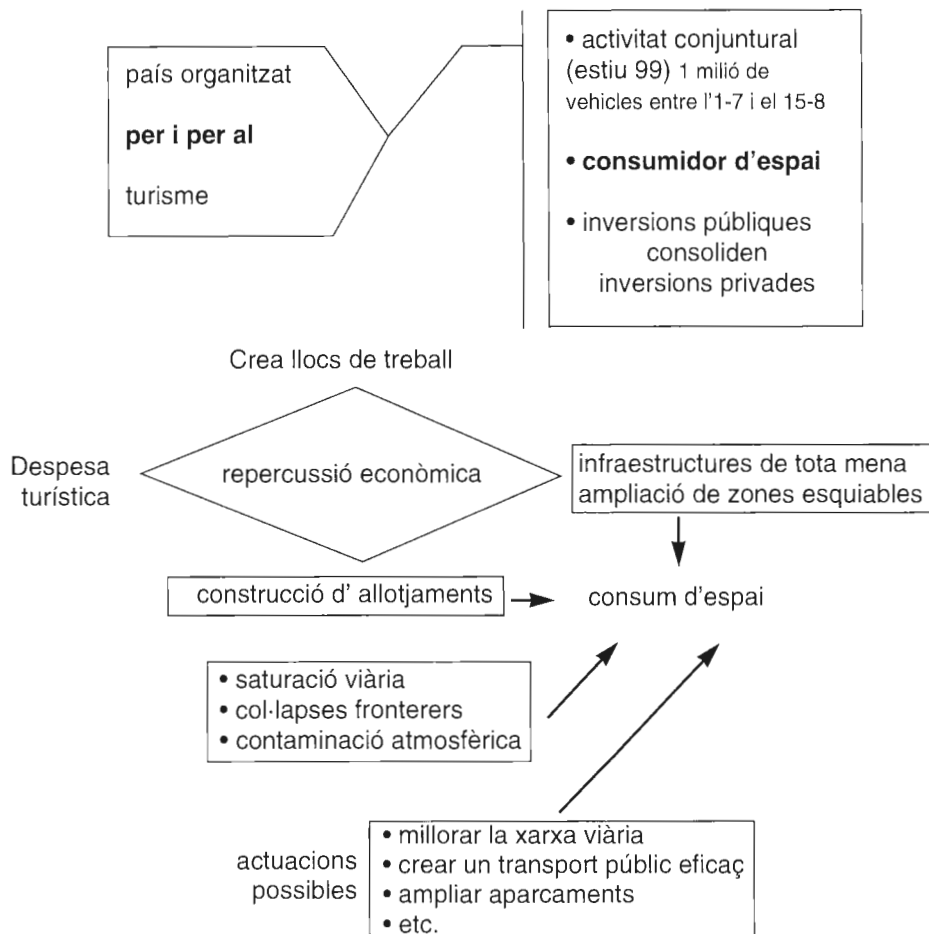 país organitzat
per i per al
turisme
• activitat conjuntural
(estiu 99) 1 milió de
vehicles entre l'1-7 i el 15-8
• consumidor d'espai
• inversions públiques
consoliden
inversions privades
Crea llocs de treball
Despesa
turística
repercussió econòmica
infraestructures de tota mena
ampliació de zones esquiables
construcció d' allotjaments
consum d'espai
• saturació viària
• col·lapses fronterers
• contaminació atmosfèrica
actuacions
possibles
• millorar la xarxa viària
• crear un transport públic eficaç
• ampliar aparcaments
• etc.